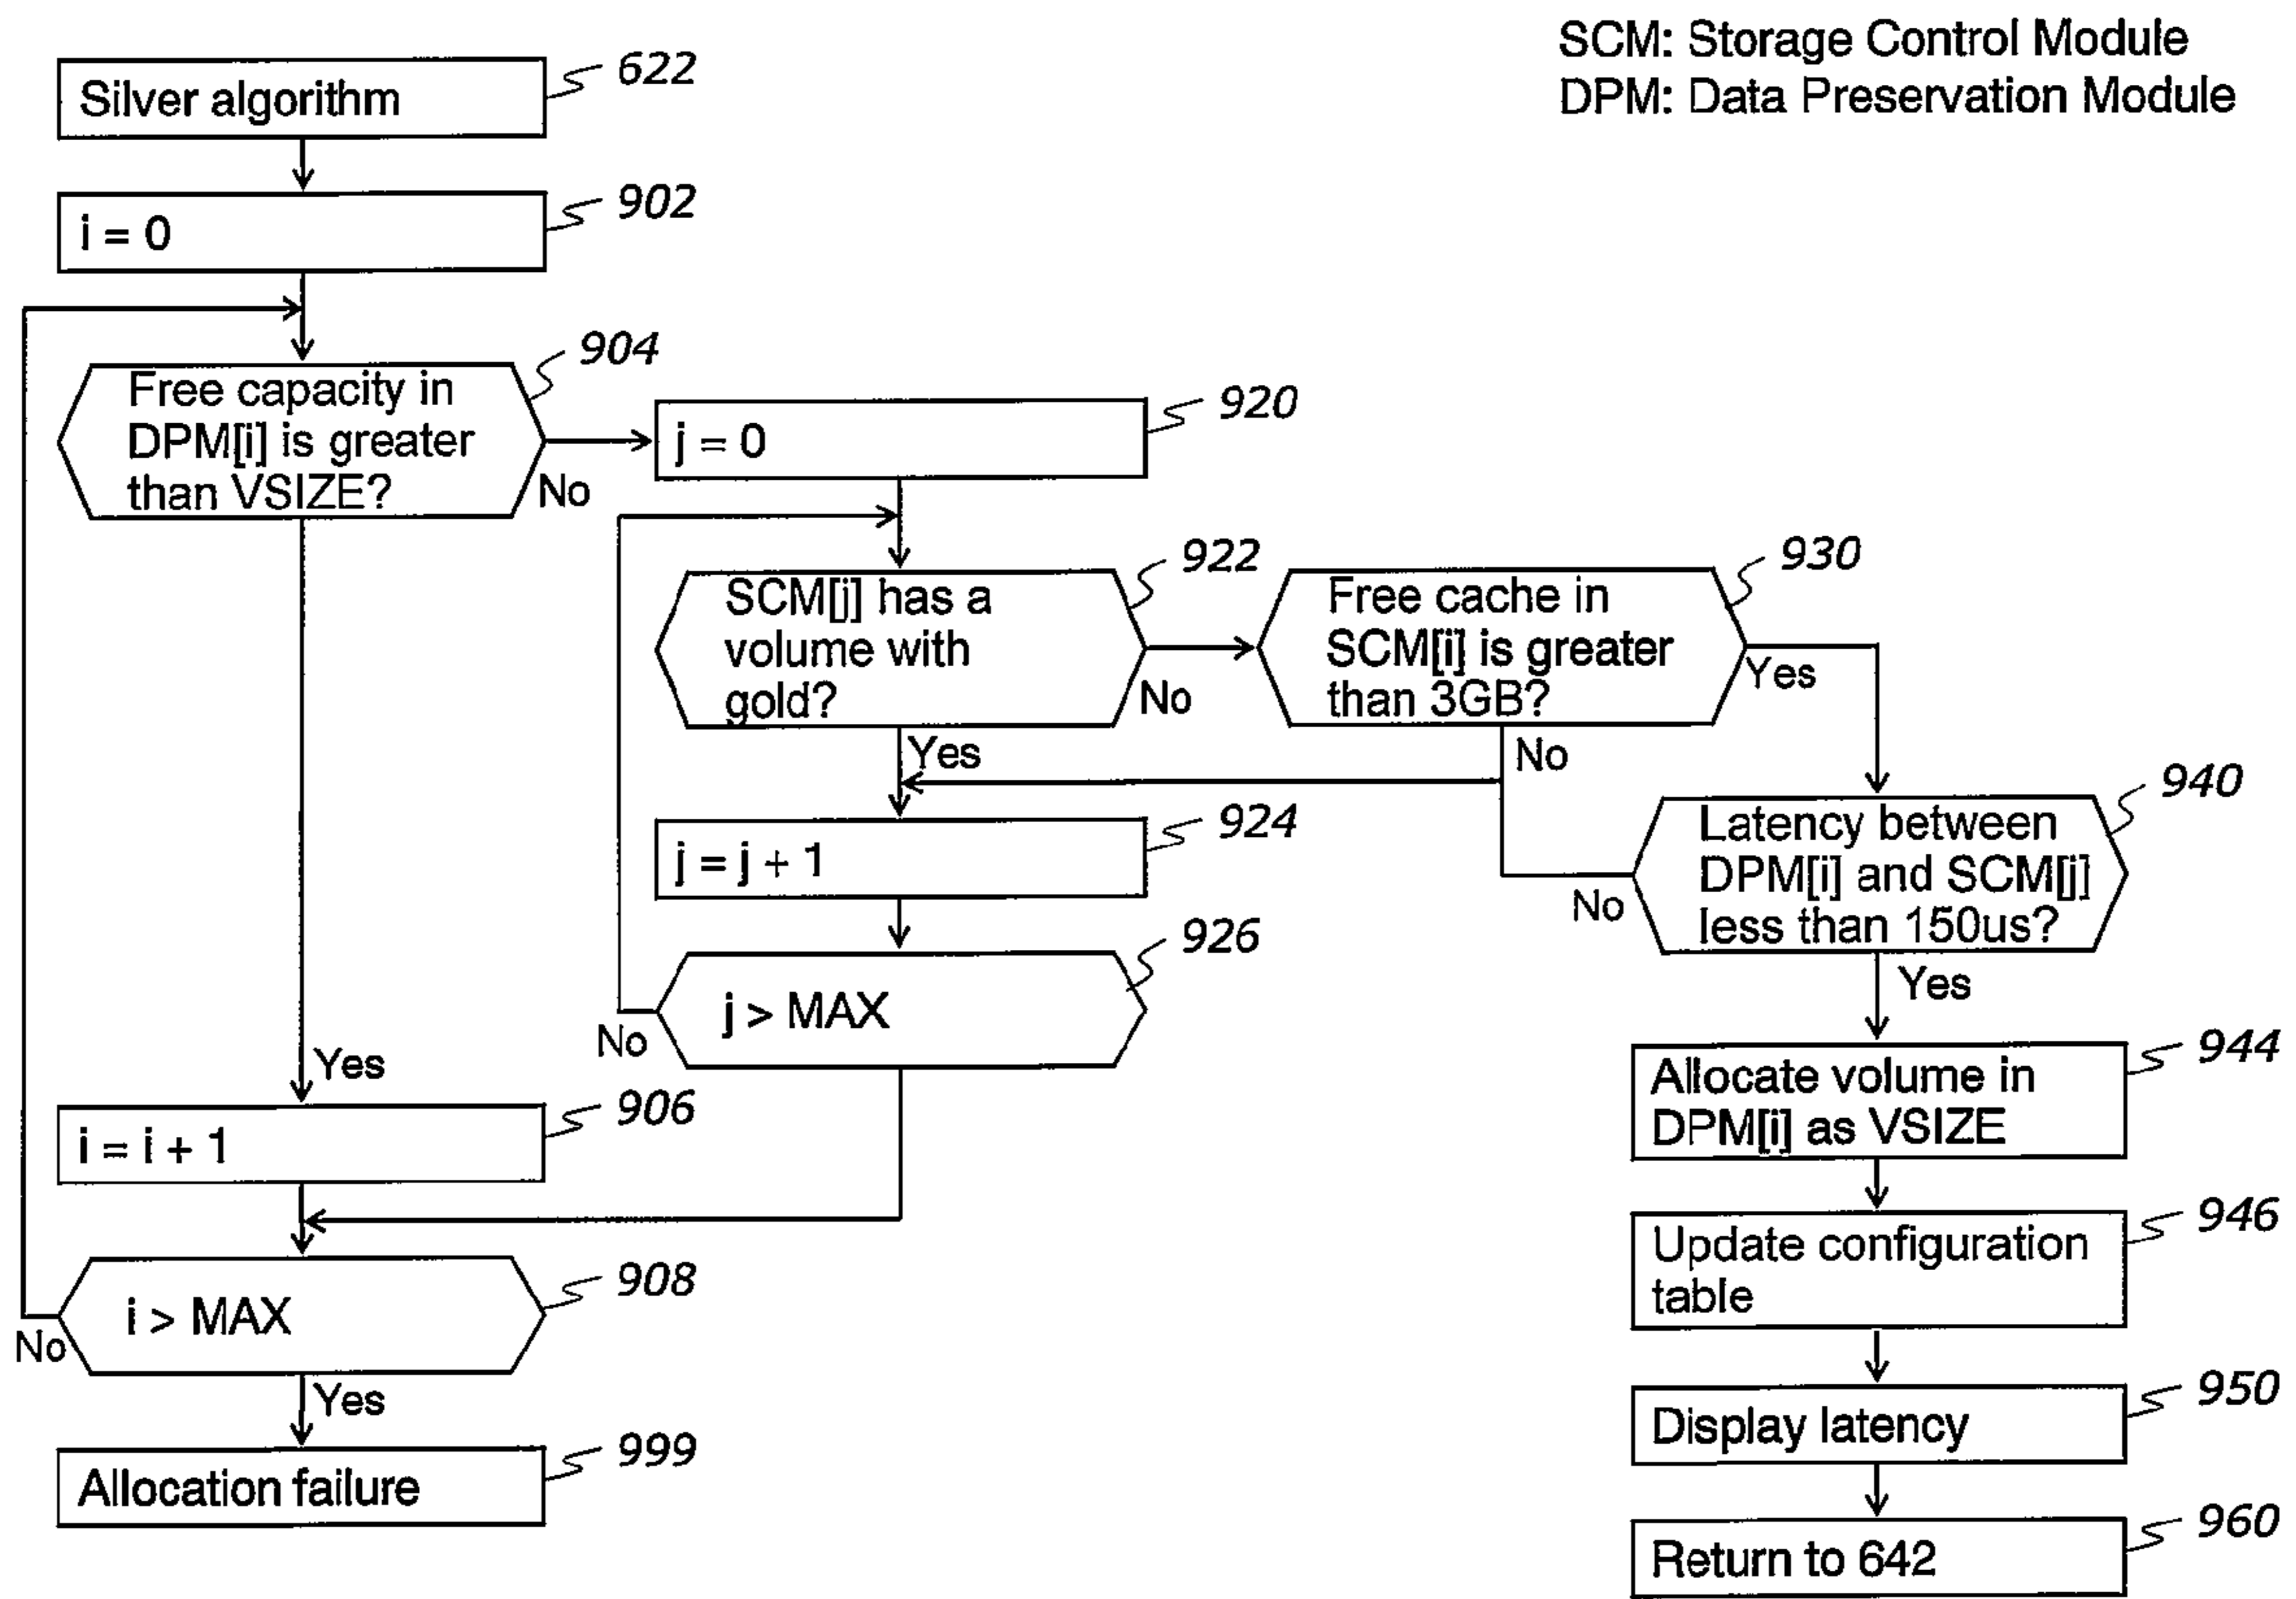 SCM: Storage Control Module
DPM: Data Preservation Module
622
Silver algorithm
902
i = 0
904
Free capacity in
DPM[i] is greater
than VSIZE?
No
Yes
920
j = 0
922
SCM[j] has a
volume with
gold?
No
Yes
930
Free cache in
SCM[i] is greater
than 3GB?
Yes
No
924
j = j + 1
926
j > MAX
No
940
Latency between
DPM[i] and SCM[j]
less than 150us?
No
Yes
906
i = i + 1
908
i > MAX
No
Yes
999
Allocation failure
944
Allocate volume in
DPM[i] as VSIZE
946
Update configuration
table
950
Display latency
960
Return to 642